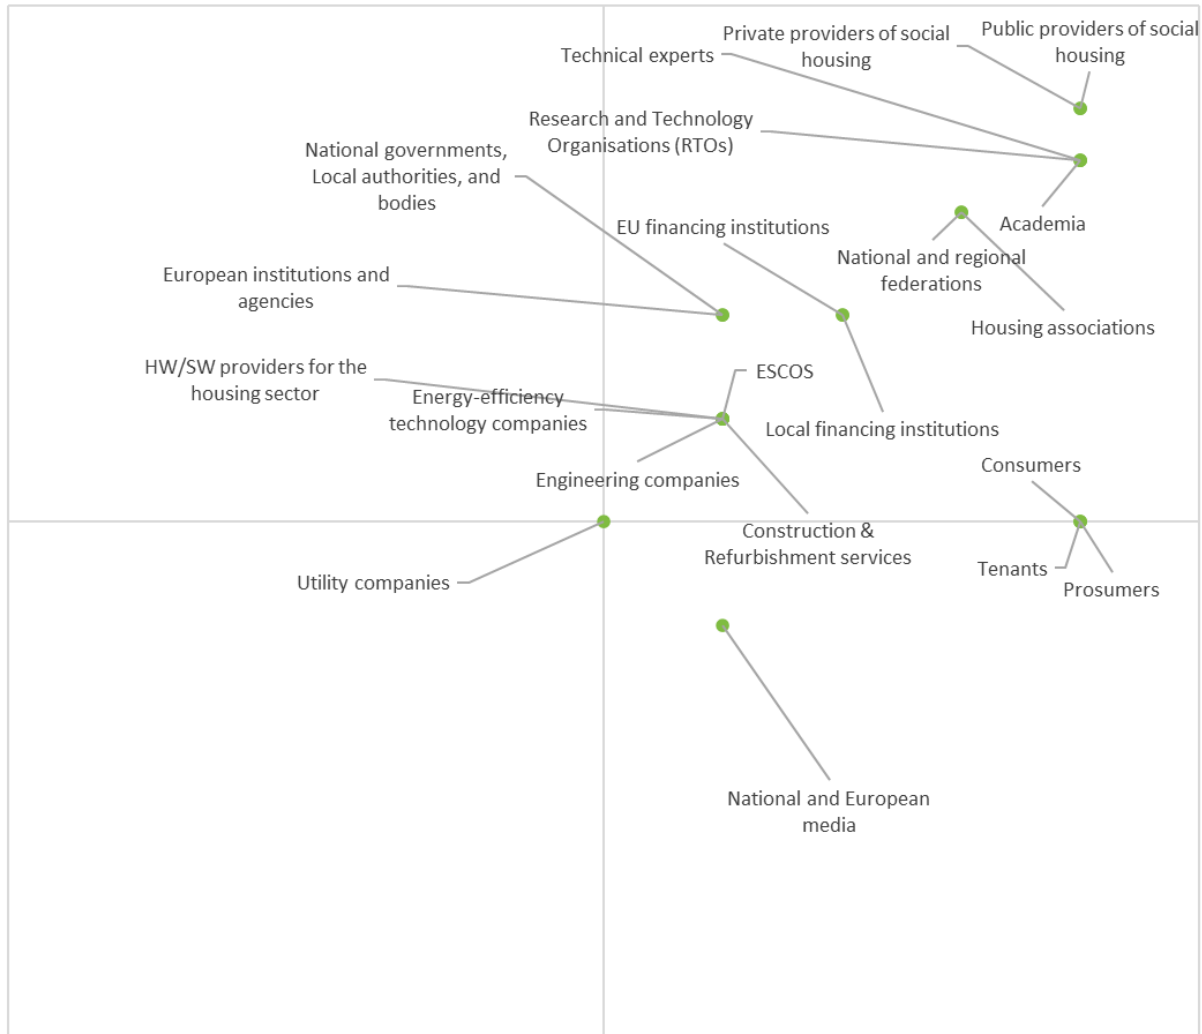 Private providers of social
housing
Public providers of social
housing
Technical experts
Research and Technology
Organisations (RTOs)
National governments,
Local authorities, and
bodies
EU financing institutions
Academia
National and regional
federations
European institutions and
agencies
Housing associations
HW/SW providers for the
housing sector
ESCOS
Energy-efficiency
technology companies
Local financing institutions
Engineering companies
Consumers
Construction &
Refurbishment services
Utility companies
Tenants
Prosumers
National and European
media